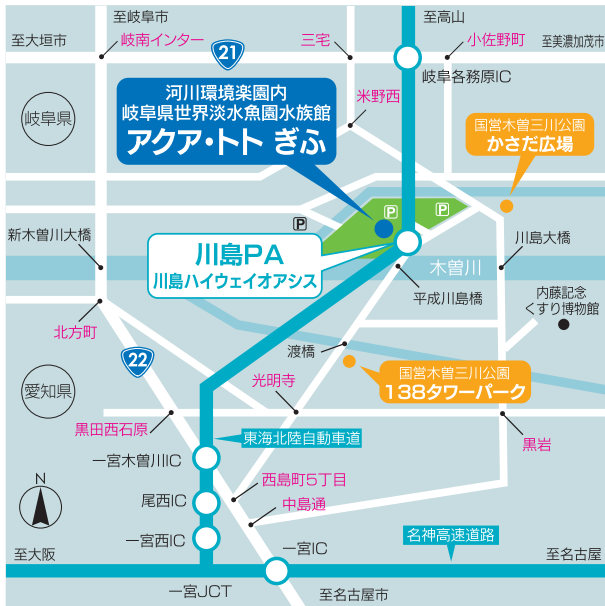 至岐阜市
至高山
至大垣市
岐南インター
21
三宅
小佐野町
至美濃加茂市
岐阜各務原IC
河川環境楽園内
岐阜県世界淡水魚園水族館
アクア・トト ぎふ
米野西
岐阜県
国営木曽三川公園
かさだ広場
P
P
P
新木曽川大橋
川島PA
川島ハイウェイオアシス
川島大橋
木曽川
平成川島橋
内藤記念
くすり博物館
北方町
22
渡橋
国営木曽三川公園
138タワーパーク
愛知県
光明寺
黒田西石原
東海北陸自動車道
黒岩
一宮木曽川IC
N
西島町5丁目
尾西IC
中島通
一宮西IC
名神高速道路
至大阪
一宮IC
至名古屋
一宮JCT
至名古屋市